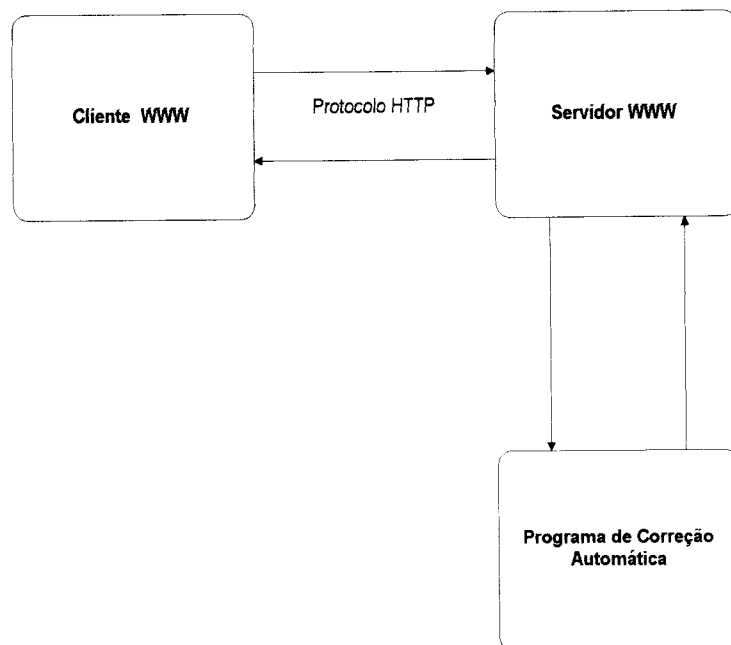 Cliente WWW
Protocolo HTTP
Servidor WWW
Programa de Correção
Automática